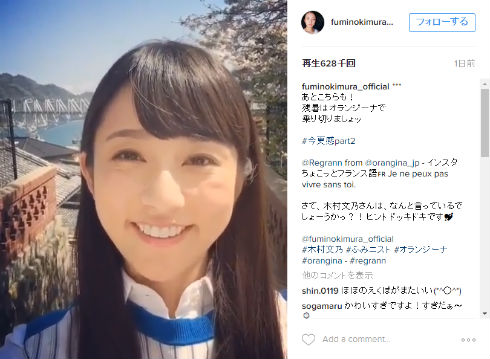 fuminokimura...
フォローする
再生628千回
1日前
fuminokimura_official ***
あとこちらも！
残暑はオランジーナで
乗り切りましょッ
#今更感part2
@Regrann from @orangina_jp - インスタ
ちょこっとフランス語FR Je ne peux pas
vivre sans toi.
さて、木村文乃さんは、なんと言っているで
しょーうかっ？！ヒントドッキドキです
@fuminokimura_official
#木村文乃 #ふみニスト #オランジーナ
#orangina - #regrann
他のコメントを表示
shin.0119 ほほのえくぼがまたいい(*^○^*)
sogamaru かわいすぎですよ！すぎだぁ～
Add a comment...